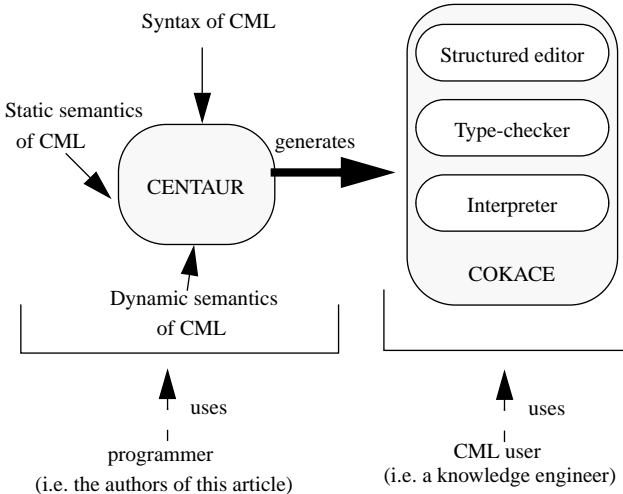 Syntax of CML
Static semantics
of CML
CENTAUR
generates
Dynamic semantics
of CML
Structured editor
Type-checker
Interpreter
COKACE
uses
programmer
(i.e. the authors of this article)
uses
CML user
(i.e. a knowledge engineer)